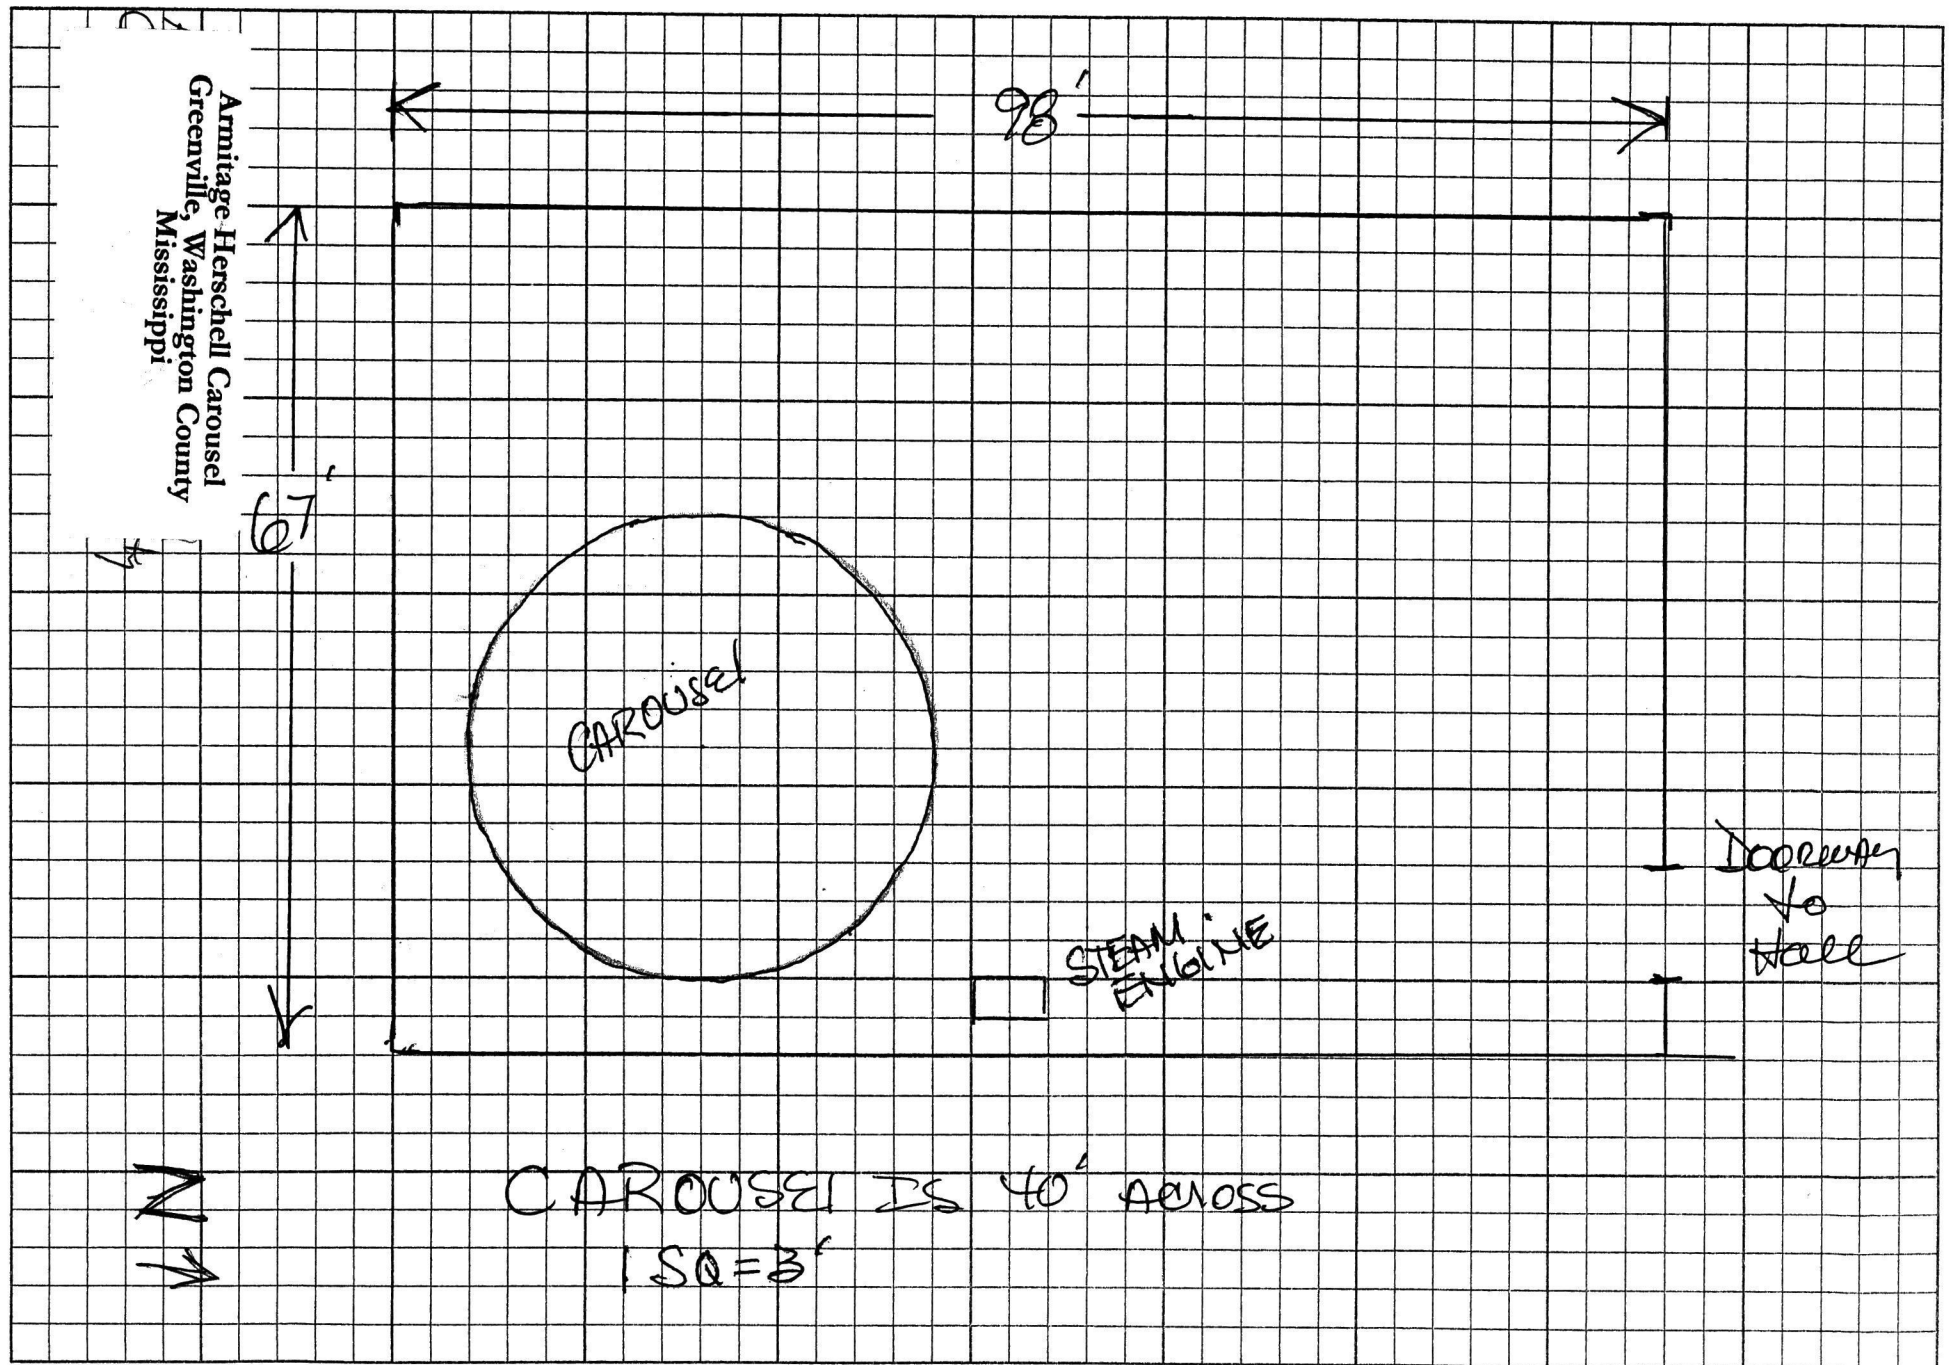 Armitage-Herschell Carousel
Greenville, Washington County
Mississippi
98'
67'
CAROUSEl
STEAM
ENGINE
DOORWAY
to
Hall
N
CAROUSEl IS 40' ACROSS
1 SQ = 3'